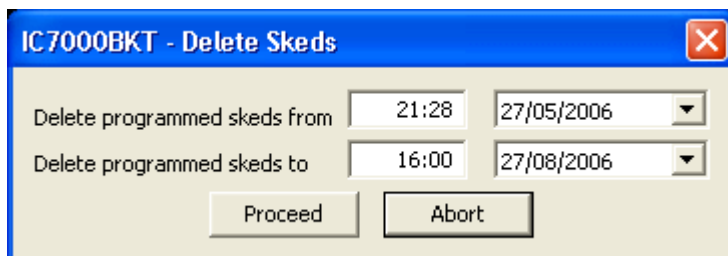 IC7000BKT - Delete Skeds
Delete programmed skeds from 21:28 27/05/2006
Delete programmed skeds to 16:00 27/08/2006
Proceed Abort